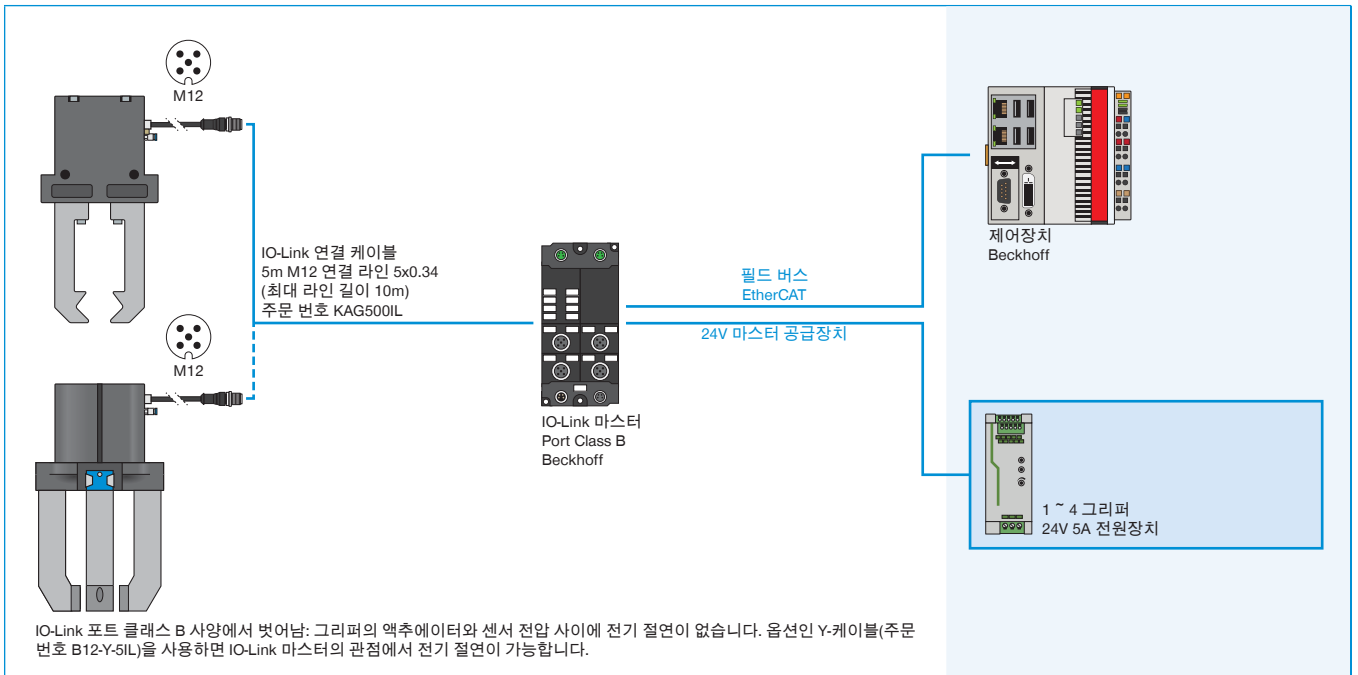 M12
IO-Link 연결 케이블
5m M12 연결 라인 5x0.34
(최대 라인 길이 10m)
주문 번호 KAG500IL
M12
IO-Link 마스터
Port Class B
Beckhoff
필드 버스
EtherCAT
24V 마스터 공급장치
제어장치
Beckhoff
1 ~ 4 그리퍼
24V 5A 전원장치
IO-Link 포트 클래스 B 사양에서 벗어남: 그리퍼의 액추에이터와 센서 전압 사이에 전기 절연이 없습니다. 옵션인 Y-케이블(주문
번호 B12-Y-5IL)을 사용하면 IO-Link 마스터의 관점에서 전기 절연이 가능합니다.